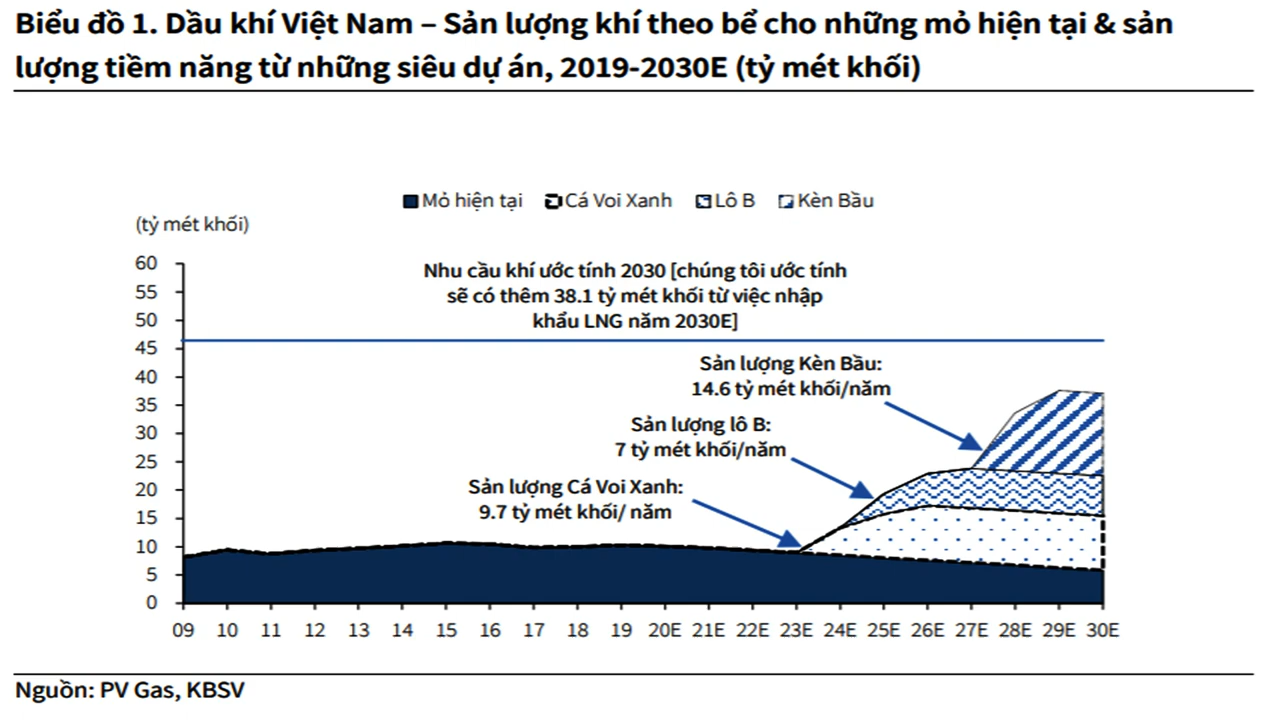 Biểu đồ 1. Dầu khí Việt Nam – Sản lượng khí theo bể cho những mỏ hiện tại & sản
lượng tiềm năng từ những siêu dự án, 2019-2030E (tỷ mét khối)
Mỏ hiện tại Cá Voi Xanh Lô B Kèn Bầu
(tỷ mét khối)
60
55
50
45
40
35
30
25
20
15
10
5
0
Nhu cầu khí ước tính 2030 [chúng tôi ước tính
sẽ có thêm 38.1 tỷ mét khối từ việc nhập
khẩu LNG năm 2030E]
Sản lượng Kèn Bầu:
14.6 tỷ mét khối/năm
Sản lượng lô B:
7 tỷ mét khối/năm
Sản lượng Cá Voi Xanh:
9.7 tỷ mét khối/ năm
09 10 11 12 13 14 15 16 17 18 19 20E 21E 22E 23E 24E 25E 26E 27E 28E 29E 30E
Nguồn: PV Gas, KBSV